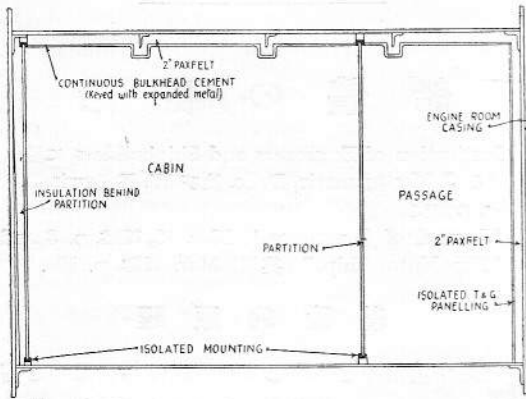 2" PAXFELT
CONTINUOUS BULKHEAD CEMENT
(Keyed with expanded metal)
ENGINE ROOM
CASING
CABIN
INSULATION BEHIND
PARTITION
PASSAGE
PARTITION
2" PAXFELT
ISOLATED T & G
PANELLING
ISOLATED MOUNTING